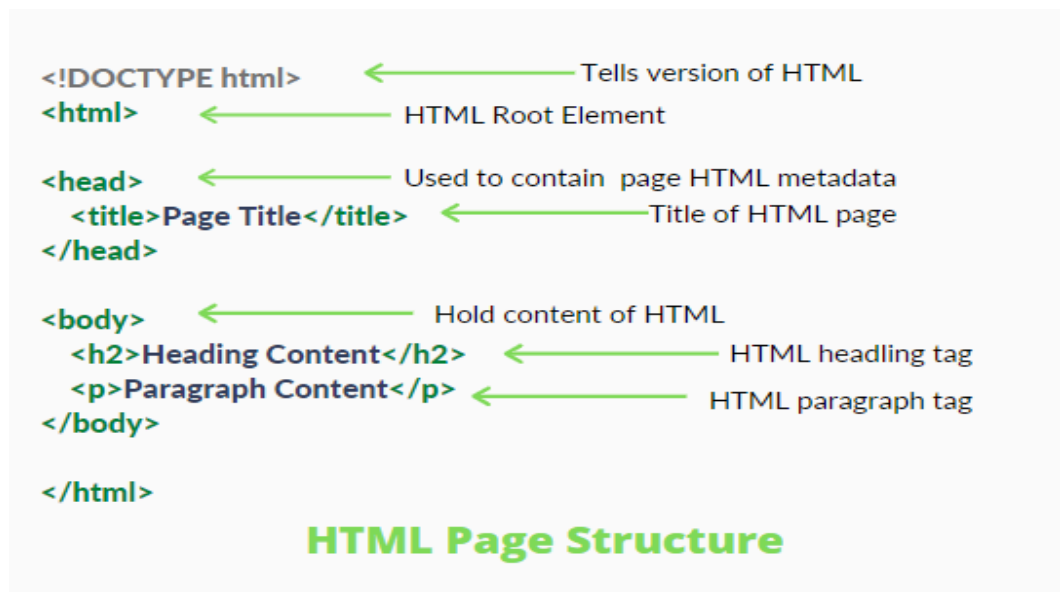 <!DOCTYPE html> Tells version of HTML
<html> HTML Root Element
<head> Used to contain page HTML metadata
<title>Page Title</title> Title of HTML page
</head>
<body> Hold content of HTML
<h2>Heading Content</h2> HTML headling tag
<p>Paragraph Content</p> HTML paragraph tag
</body>
</html>
HTML Page Structure